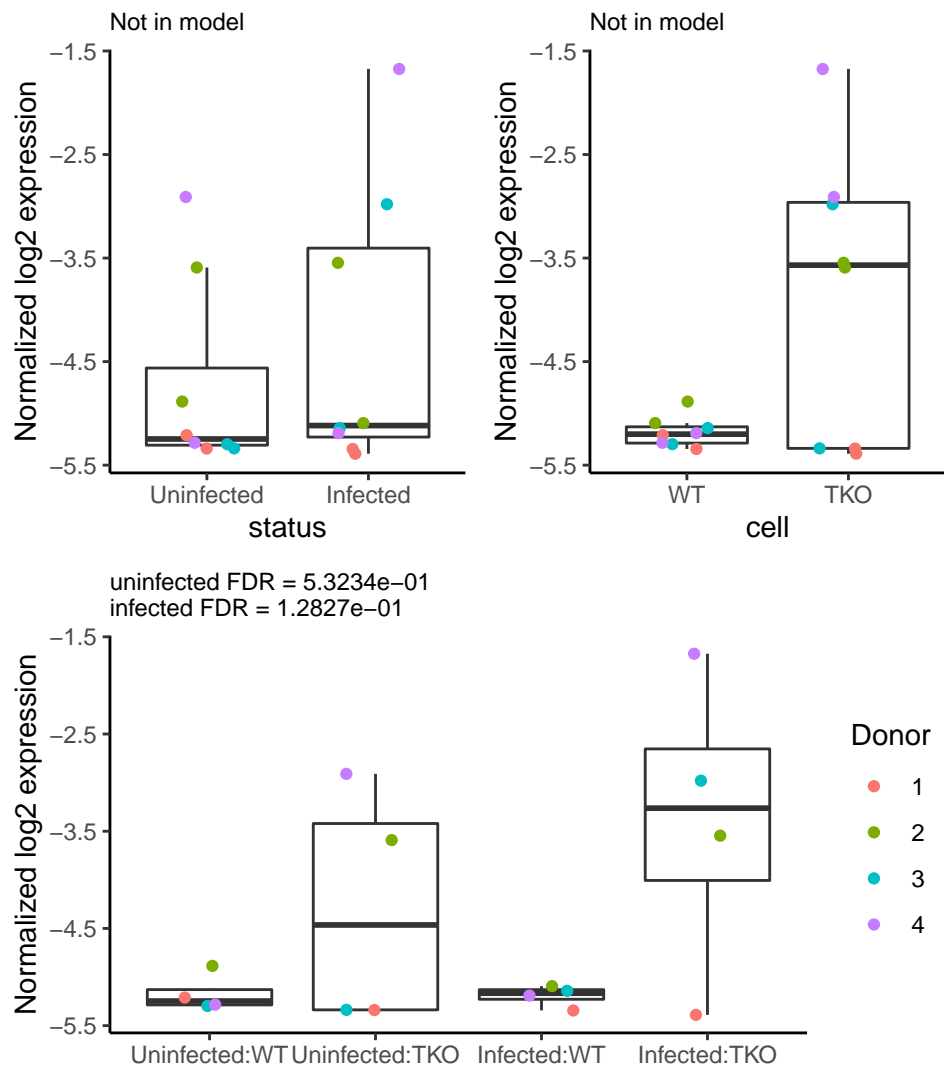 Not in model
Normalized log2 expression
−1.5
−2.5
−3.5
−4.5
−5.5
Uninfected Infected
status
Not in model
Normalized log2 expression
−1.5
−2.5
−3.5
−4.5
−5.5
WT TKO
cell
uninfected FDR = 5.3234e−01
infected FDR = 1.2827e−01
Normalized log2 expression
−1.5
−2.5
−3.5
−4.5
−5.5
Uninfected:WT Uninfected:TKO Infected:WT Infected:TKO
Donor
1
2
3
4